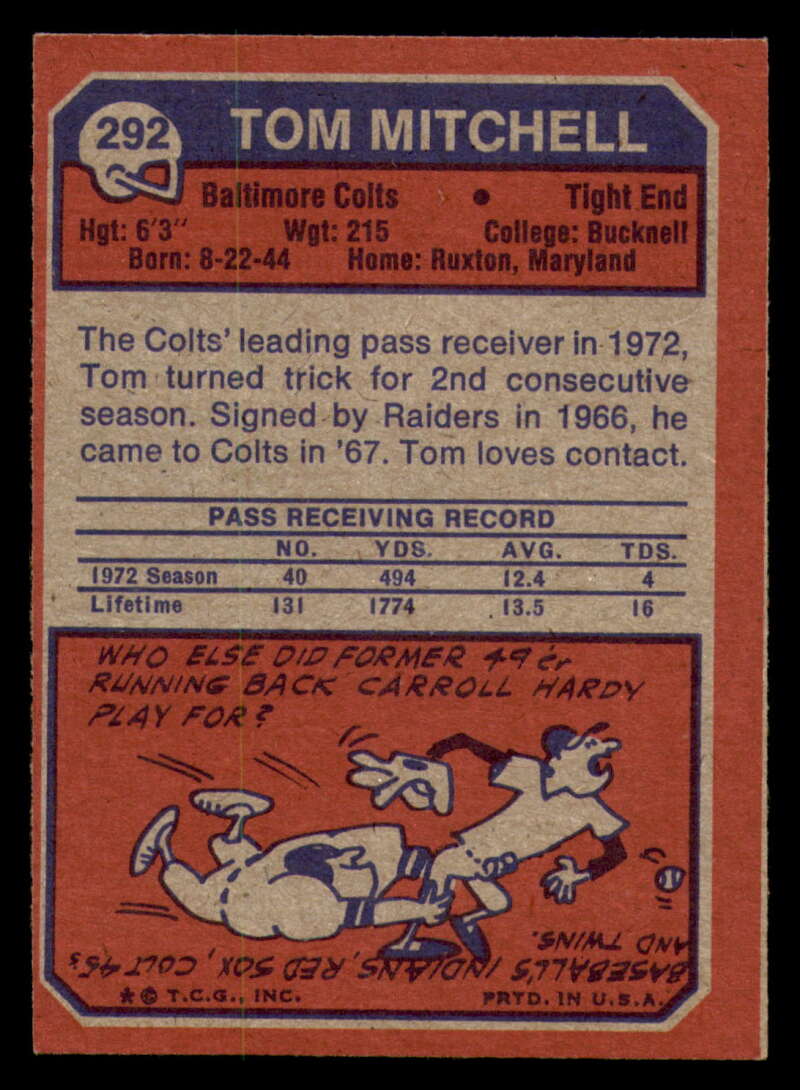 292
TOM MITCHELL
Baltimore Colts • Tight End
Hgt: 6'3" Wgt: 215 College: Bucknell
Born: 8-22-44 Home: Ruxton, Maryland
The Colts' leading pass receiver in 1972,
Tom turned trick for 2nd consecutive
season. Signed by Raiders in 1966, he
came to Colts in '67. Tom loves contact.
PASS RECEIVING RECORD
NO. YDS. AVG. TDS.
1972 Season 40 494 12.4 4
Lifetime 131 1774 13.5 16
WHO ELSE DID FORMER 49er
RUNNING BACK CARROLL HARDY
PLAY FOR?
BASEBALL'S INDIANS, RED SOX, COLT 45s
AND TWINS.
* © T.C.G., INC. PRTD. IN U.S.A.